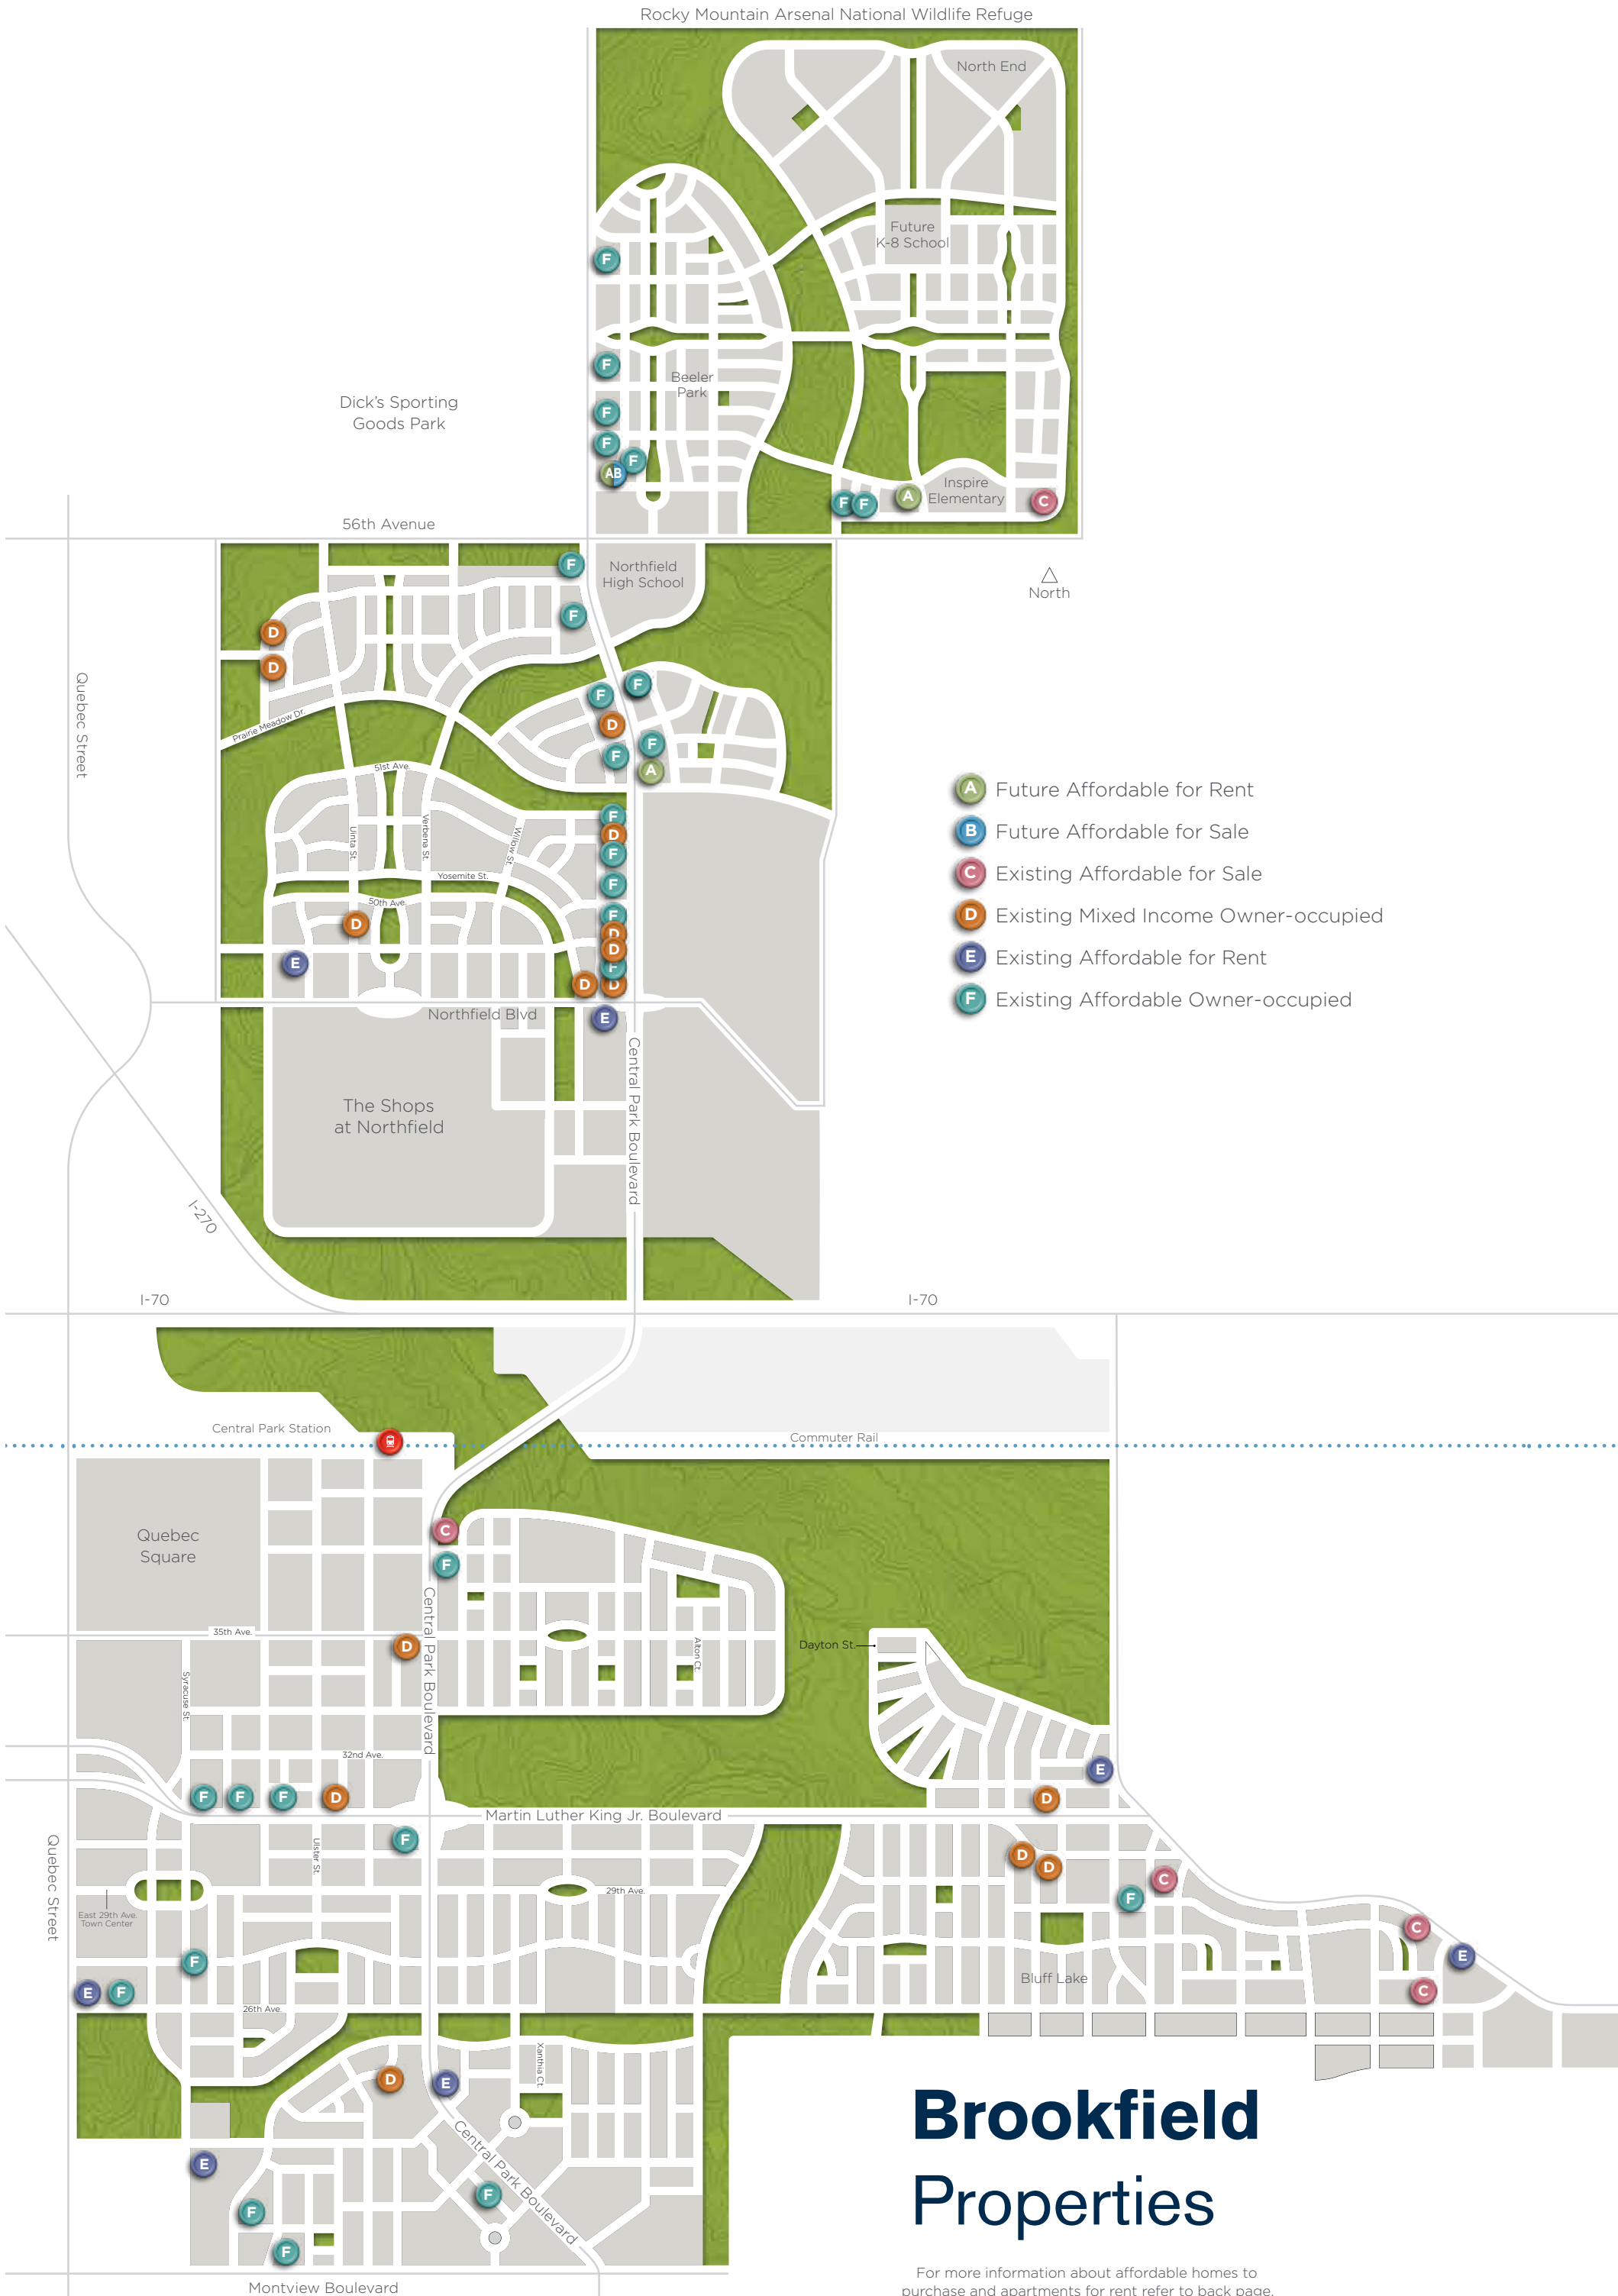 Rocky Mountain Arsenal National Wildlife Refuge
North End
Future
K-8 School
F
F
Beeler
Park
Dick's Sporting
Goods Park
F
F
F
AB
Inspire
Elementary
F
F
A
C
56th Avenue
F
Northfield
High School
North
F
D
D
Quebec Street
F
F
Prairie Meadow Dr.
D
F
F
A
51st Ave.
Uinta St.
Verbena St.
Willow St.
F
D
F
F
Yosemite St.
50th Ave.
F
D
D
D
E
F
D
D
Northfield Blvd
E
A Future Affordable for Rent
B Future Affordable for Sale
C Existing Affordable for Sale
D Existing Mixed Income Owner-occupied
E Existing Affordable for Rent
F Existing Affordable Owner-occupied
Central Park Boulevard
The Shops
at Northfield
I-270
I-70
I-70
Central Park Station
Commuter Rail
Quebec
Square
C
F
Central Park Boulevard
35th Ave.
D
Alton Ct.
Dayton St.
Syracuse St.
32nd Ave.
E
F
F
F
D
D
Martin Luther King Jr. Boulevard
Quebec Street
Ulster St.
F
D
D
C
F
29th Ave.
East 29th Ave.
Town Center
C
E
F
Bluff Lake
E
F
C
26th Ave.
Xanthia Ct.
D
E
Central Park Boulevard
E
F
F
F
Brookfield
Properties
For more information about affordable homes to
purchase and apartments for rent refer to back page.
Montview Boulevard